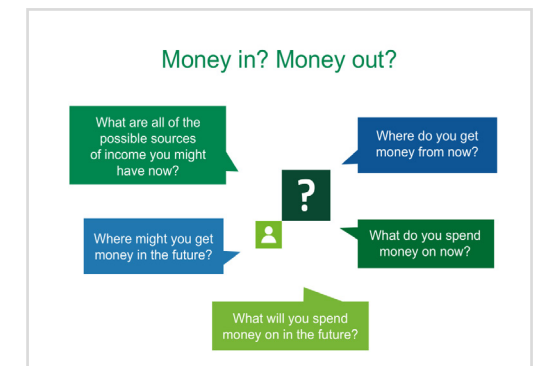 Money in? Money out?
What are all of the
possible sources
of income you might
have now?
Where do you get
money from now?
?
Where might you get
money in the future?
What do you spend
money on now?
What will you spend
money on in the future?